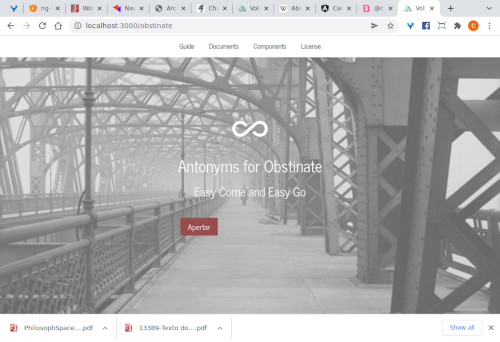 ng-
Wo
Na
Arc
Ch
Voll
Ab
Car
@c
Vol
localhost:3000/obstinate
Guide Documents Components License
Antonyms for Obstinate
Easy Come and Easy Go
Apertar
PhilosophSpace....pdf
13389-Texto do....pdf
Show all